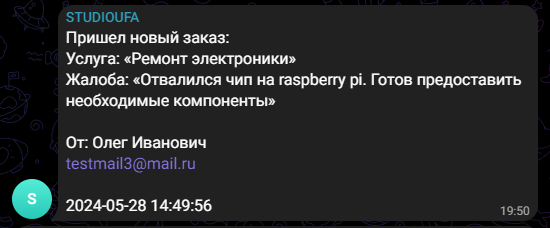 STUDIOUFA
Пришел новый заказ:
Услуга: «Ремонт электроники»
Жалоба: «Отвалился чип на raspberry pi. Готов предоставить
необходимые компоненты»
От: Олег Иванович
testmail3@mail.ru
S
2024-05-28 14:49:56
19:50